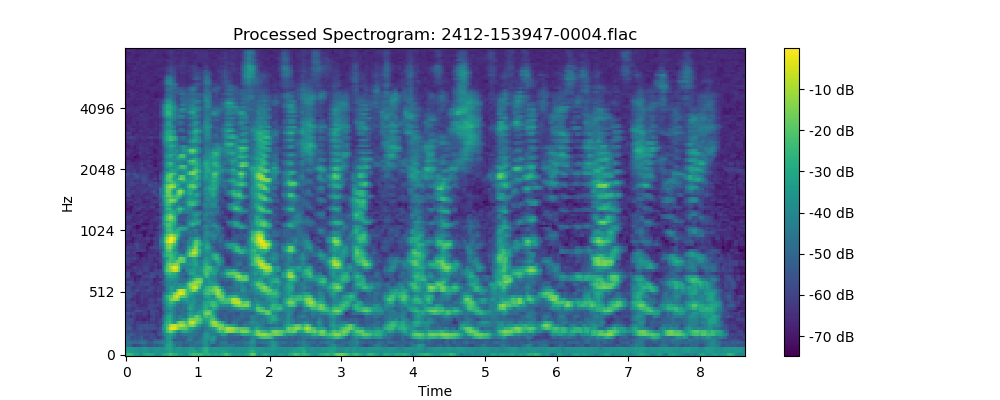 Processed Spectrogram: 2412-153947-0004.flac
4096
2048
1024
512
0
Hz
0 1 2 3 4 5 6 7 8
Time
-10 dB
-20 dB
-30 dB
-40 dB
-50 dB
-60 dB
-70 dB